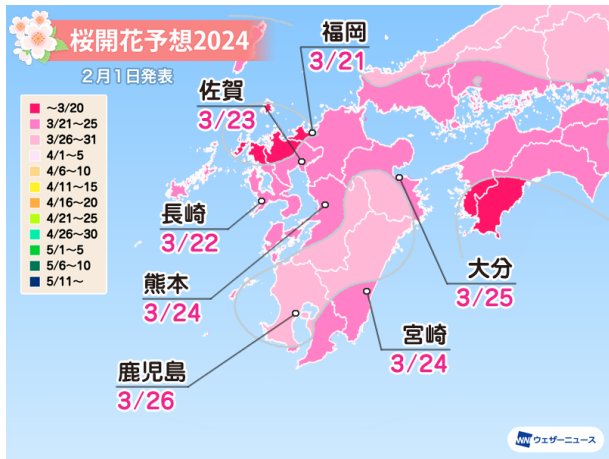 桜開花予想2024
2月1日発表
～3/20
3/21～25
3/26～31
4/1～5
4/6～10
4/11～15
4/16～20
4/21～25
4/26～30
5/1～5
5/6～10
5/11～
福岡
3/21
佐賀
3/23
長崎
3/22
熊本
3/24
大分
3/25
宮崎
3/24
鹿児島
3/26
WN ウェザーニュース